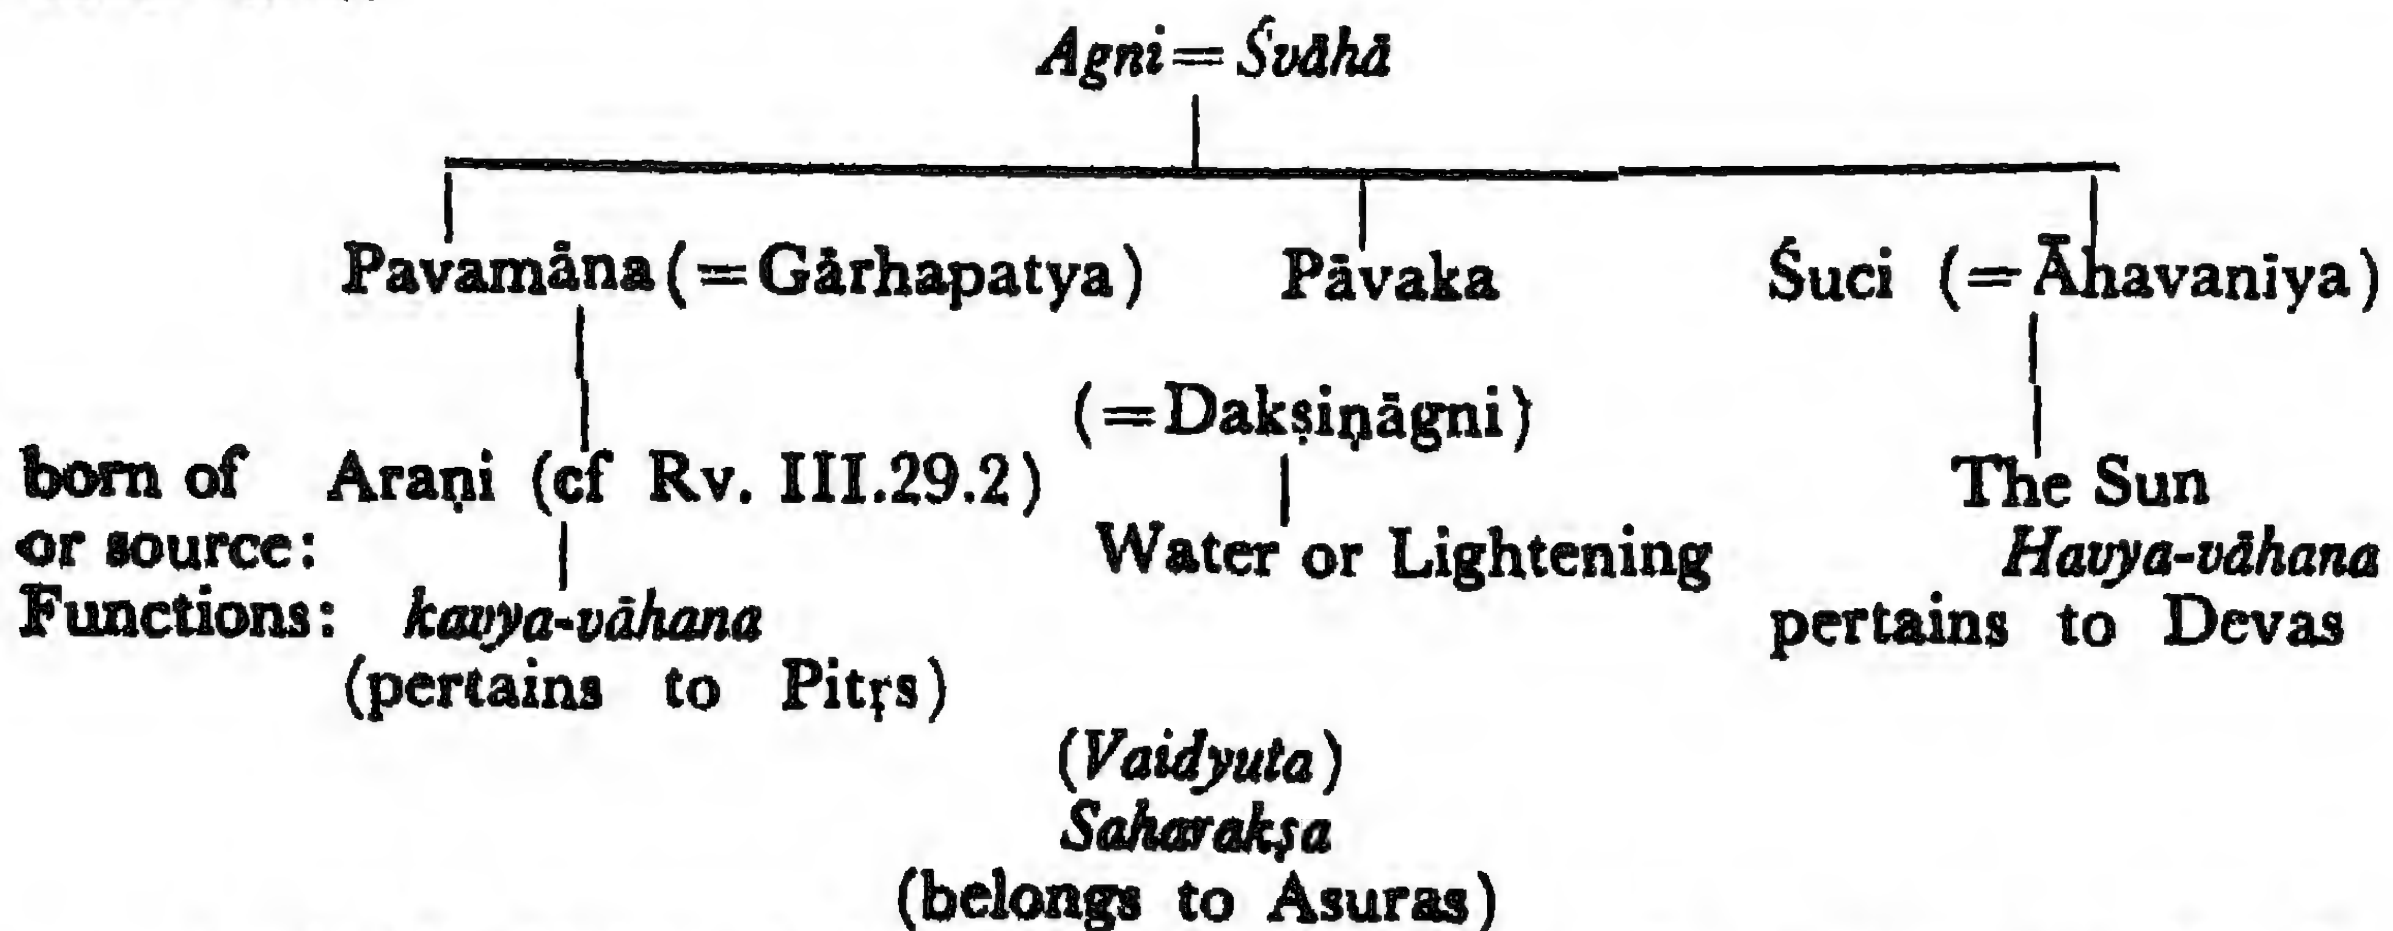 Agni = Śvāhā
Pavamāna (=Gārhapatya) Pāvaka Śuci (=Āhavaniya)
(=Dakṣiṇāgni)
born of Araṇi (cf Rv. III.29.2) The Sun
or source: Water or Lightening Havya-vāhana
Functions: kavya-vāhana pertains to Devas
(pertains to Pitṛs)
(Vaidyuta)
Saharakṣa
(belongs to Asuras)